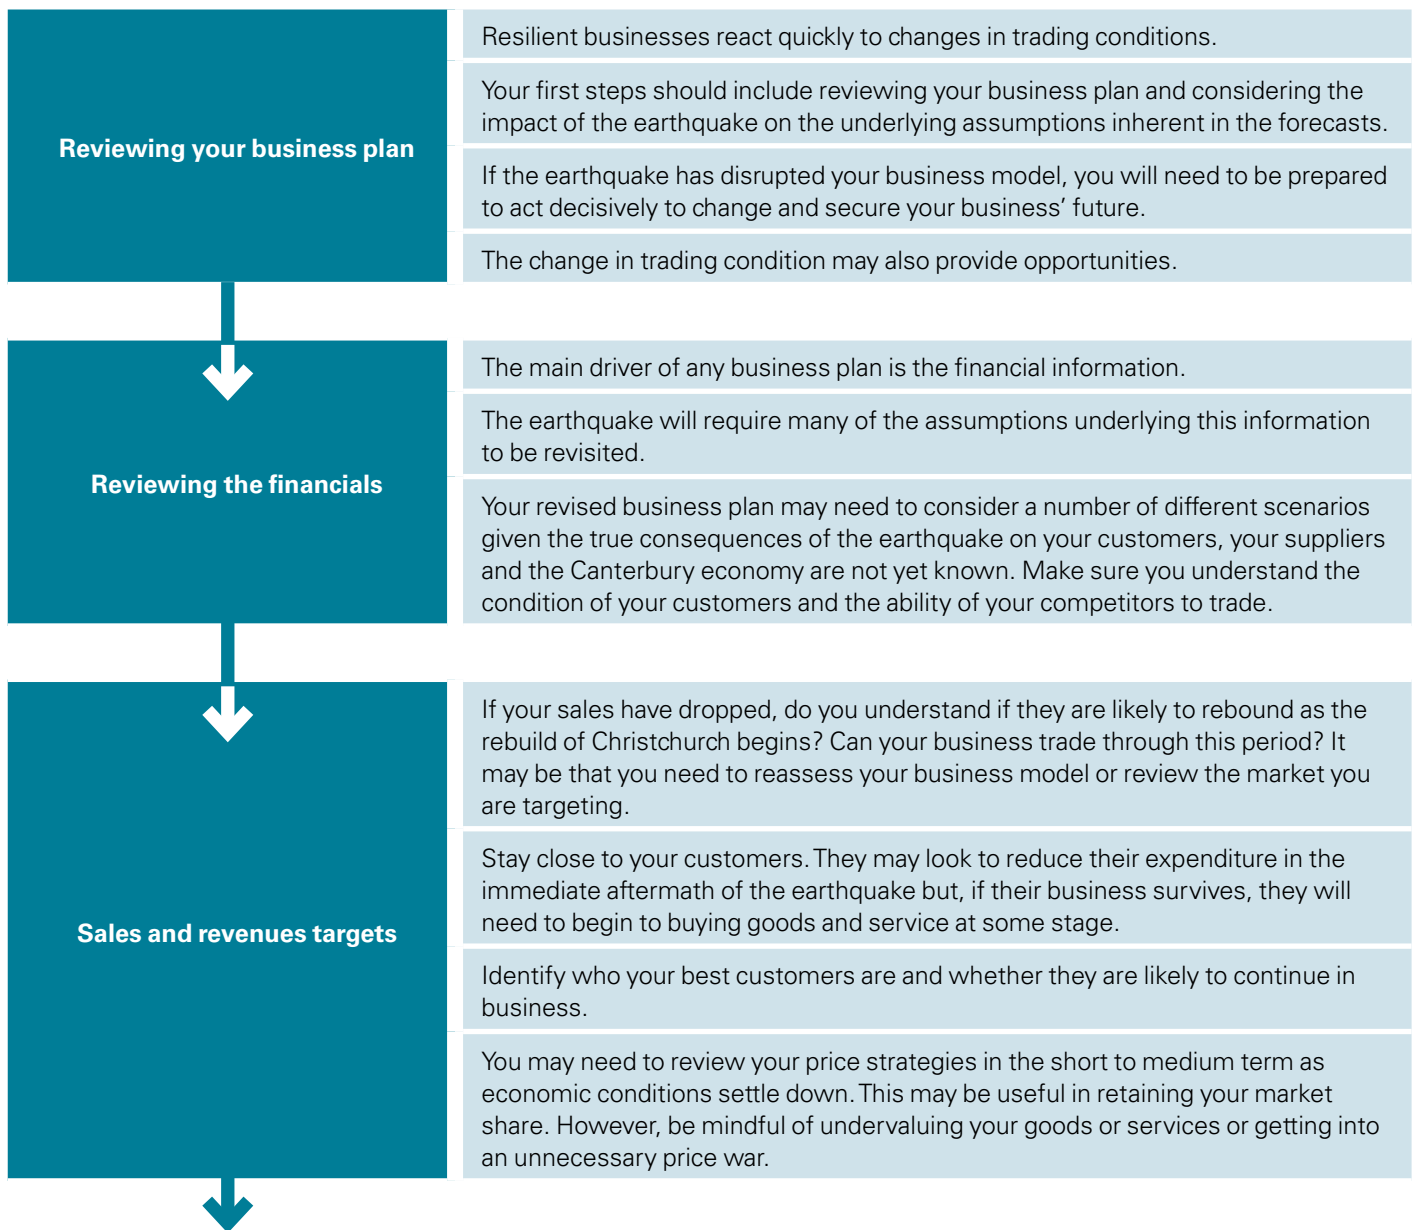 Reviewing your business plan
Resilient businesses react quickly to changes in trading conditions.
Your first steps should include reviewing your business plan and considering the
impact of the earthquake on the underlying assumptions inherent in the forecasts.
If the earthquake has disrupted your business model, you will need to be prepared
to act decisively to change and secure your business’ future.
The change in trading condition may also provide opportunities.
Reviewing the financials
The main driver of any business plan is the financial information.
The earthquake will require many of the assumptions underlying this information
to be revisited.
Your revised business plan may need to consider a number of different scenarios
given the true consequences of the earthquake on your customers, your suppliers
and the Canterbury economy are not yet known. Make sure you understand the
condition of your customers and the ability of your competitors to trade.
Sales and revenues targets
If your sales have dropped, do you understand if they are likely to rebound as the
rebuild of Christchurch begins? Can your business trade through this period? It
may be that you need to reassess your business model or review the market you
are targeting.
Stay close to your customers. They may look to reduce their expenditure in the
immediate aftermath of the earthquake but, if their business survives, they will
need to begin to buying goods and service at some stage.
Identify who your best customers are and whether they are likely to continue in
business.
You may need to review your price strategies in the short to medium term as
economic conditions settle down. This may be useful in retaining your market
share. However, be mindful of undervaluing your goods or services or getting into
an unnecessary price war.